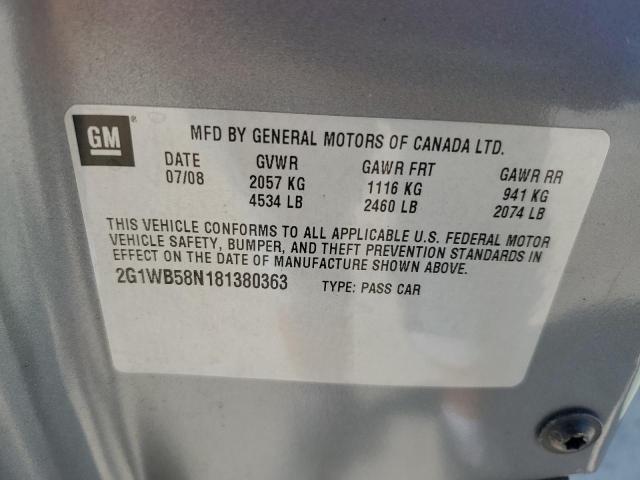 GM® MFD BY GENERAL MOTORS OF CANADA LTD.
DATE GVWR GAWR FRT GAWR RR
07/08 2057 KG 1116 KG 941 KG
4534 LB 2460 LB 2074 LB
THIS VEHICLE CONFORMS TO ALL APPLICABLE U.S. FEDERAL MOTOR
VEHICLE SAFETY, BUMPER, AND THEFT PREVENTION STANDARDS IN
EFFECT ON THE DATE OF MANUFACTURE SHOWN ABOVE.
2G1WB58N181380363 TYPE: PASS CAR